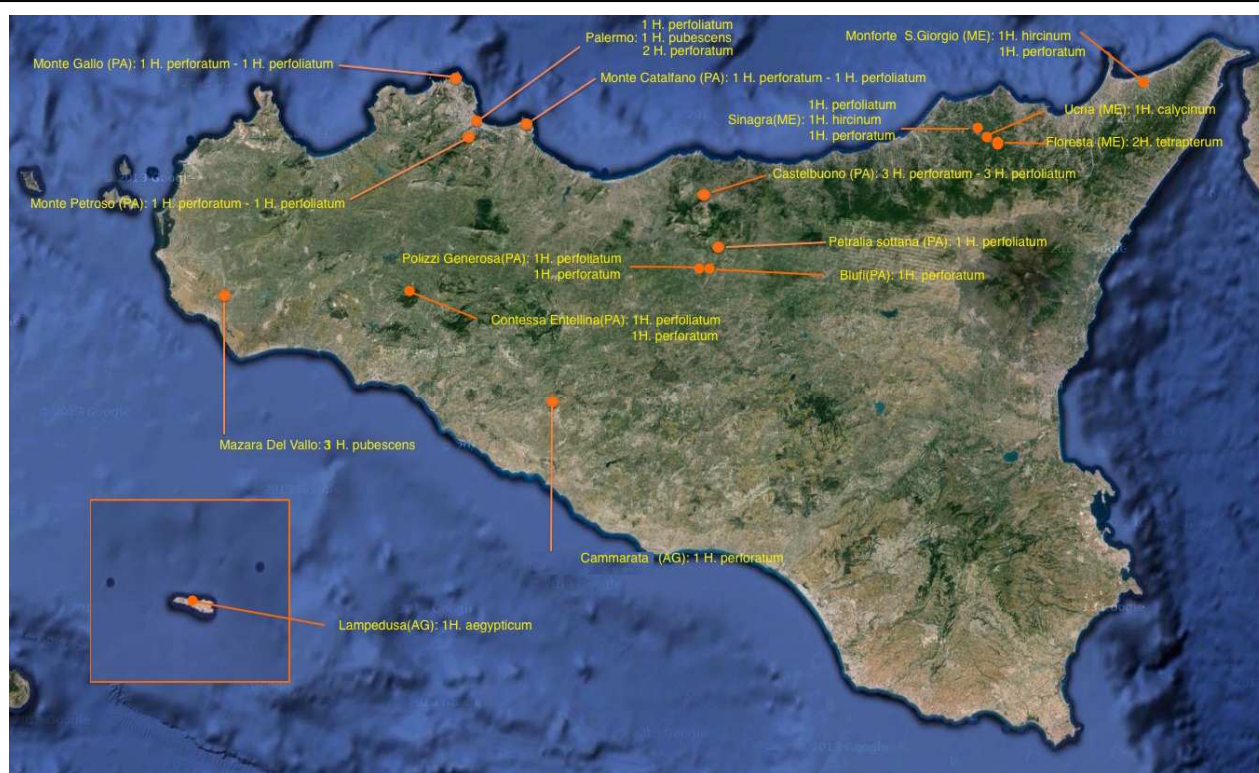 1 H. perfoliatum
Palermo: 1 H. pubescens
2 H. perforatum
Monforte S.Giorgio (ME): 1H. hircinum
1H. perforatum
Monte Gallo (PA): 1 H. perforatum - 1 H. perfoliatum
Monte Catalfano (PA): 1 H. perforatum - 1 H. perfoliatum
1H. perfoliatum
Sinagra(ME): 1H. hircinum
1H. perforatum
Ucria (ME): 1H. calycinum
Floresta (ME): 2H. tetrapterum
Castelbuono (PA): 3 H. perforatum - 3 H. perfoliatum
Monte Petroso (PA): 1 H. perforatum - 1 H. perfoliatum
Petralia sottana (PA): 1 H. perfoliatum
Polizzi Generosa(PA): 1H. perfoliatum
1H. perforatum
Blufi(PA): 1H. perforatum
Contessa Entellina(PA): 1H. perfoliatum
1H. perforatum
Mazara Del Vallo: 3 H. pubescens
Cammarata (AG): 1 H. perforatum
Lampedusa(AG): 1H. aegypticum